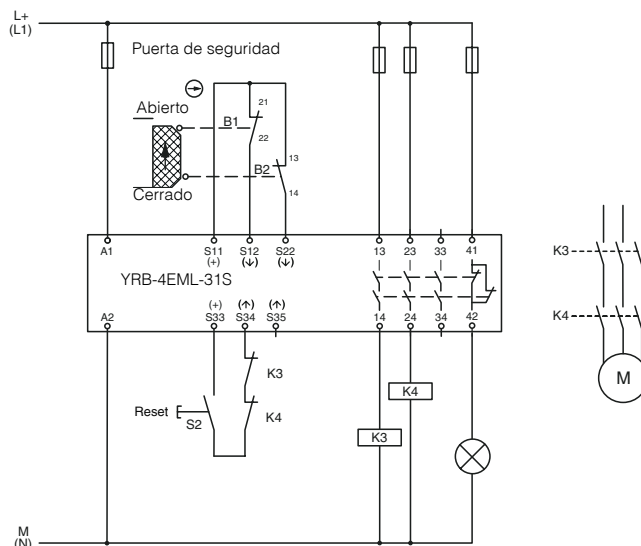 L+
(L1)
Puerta de seguridad
Abierto
21
B1
22
13
B2
14
Cerrado
A1 S11 S12 S22 13 23 33 41
(+) (↓) (↓)
YRB-4EML-31S
(+) (↑) (↑)
A2 S33 S34 S35 14 24 34 42
K3
K4
M
K3
K4
Reset
S2
K4
K3
M
(N)